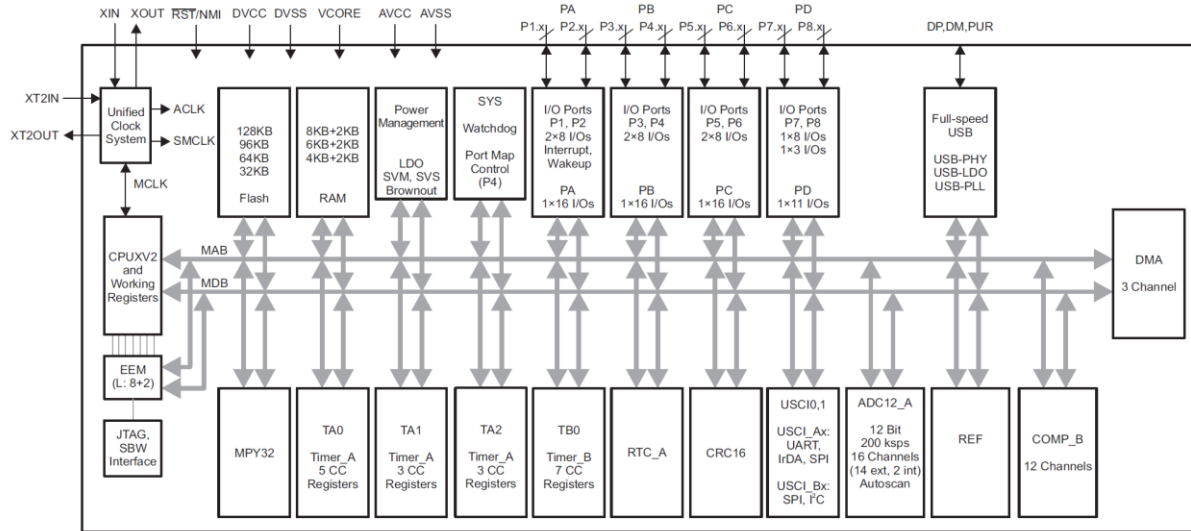 XIN XOUT RST/NMI DVCC DVSS VCORE AVCC AVSS
PA PB PC PD
P1.x P2.x P3.x P4.x P5.x P6.x P7.x P8.x
DP,DM,PUR
XT2IN
XT2OUT
Unified
Clock
System
ACLK
SMCLK
MCLK
128KB
96KB
64KB
32KB
Flash
8KB+2KB
6KB+2KB
4KB+2KB
RAM
Power
Management
LDO
SVM, SVS
Brownout
SYS
Watchdog
Port Map
Control
(P4)
I/O Ports
P1, P2
2×8 I/Os
Interrupt,
Wakeup
PA
1×16 I/Os
I/O Ports
P3, P4
2×8 I/Os
PB
1×16 I/Os
I/O Ports
P5, P6
2×8 I/Os
PC
1×16 I/Os
I/O Ports
P7, P8
1×8 I/Os
1×3 I/Os
PD
1×11 I/Os
Full-speed
USB
USB-PHY
USB-LDO
USB-PLL
CPUXV2
and
Working
Registers
MAB
MDB
DMA
3 Channel
EEM
(L: 8+2)
JTAG,
SBW
Interface
MPY32
TA0
Timer_A
5 CC
Registers
TA1
Timer_A
3 CC
Registers
TA2
Timer_A
3 CC
Registers
TB0
Timer_B
7 CC
Registers
RTC_A
CRC16
USCI0,1
USCI_Ax:
UART,
IrDA, SPI
USCI_Bx:
SPI, I²C
ADC12_A
12 Bit
200 ksps
16 Channels
(14 ext, 2 int)
Autoscan
REF
COMP_B
12 Channels